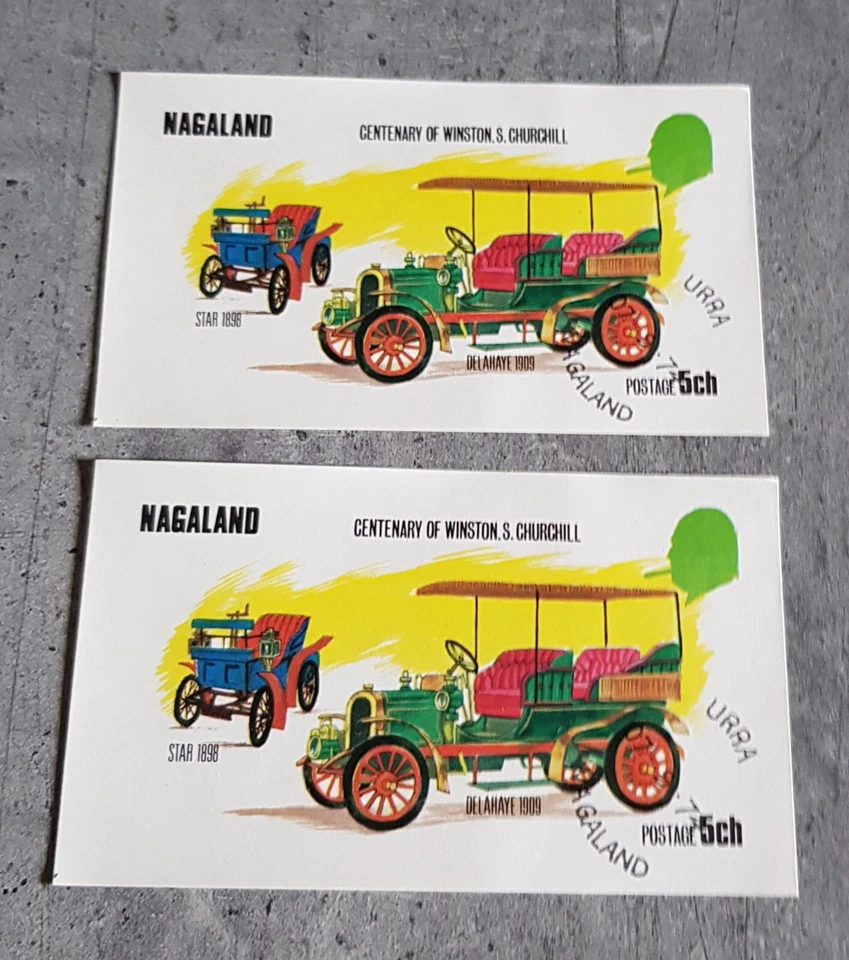 NAGALAND
CENTENARY OF WINSTON. S. CHURCHILL
STAR 1898
DELAHAYE 1909
URRA
AGALAND
POSTAGE 5ch
NAGALAND
CENTENARY OF WINSTON. S. CHURCHILL
STAR 1898
DELAHAYE 1909
URRA
AGALAND
POSTAGE 5ch